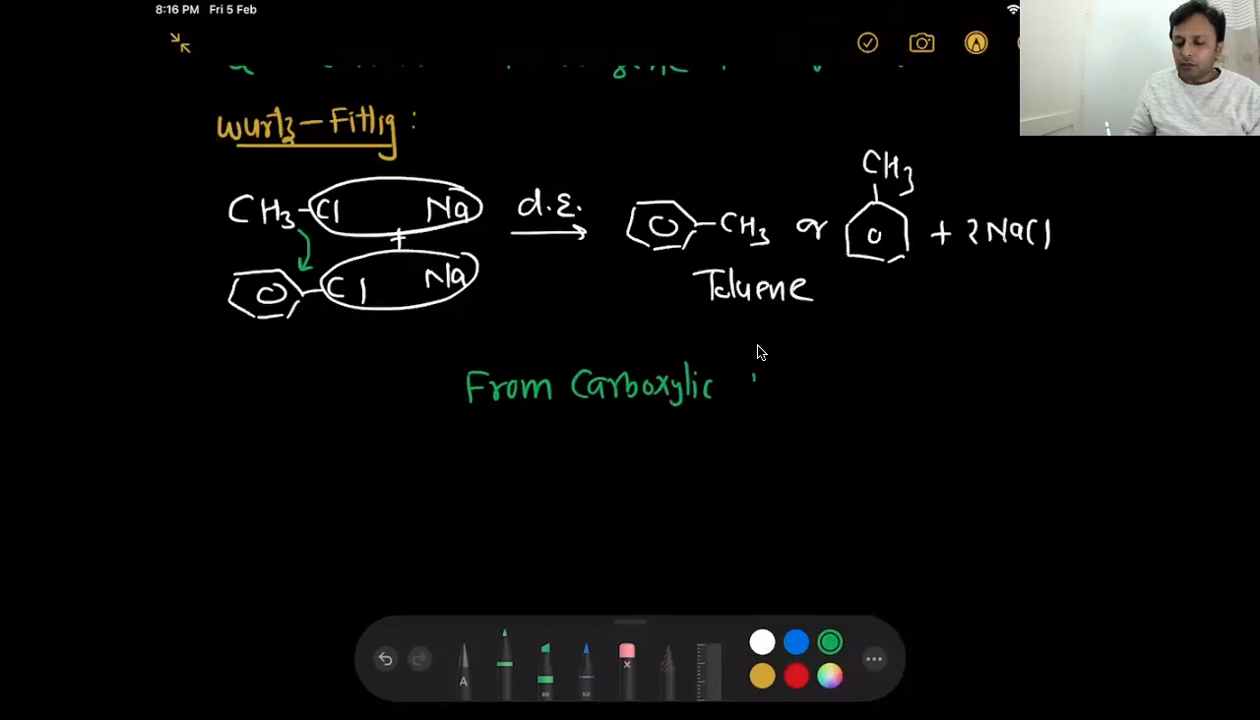 8:16 PM Fri 5 Feb
Wurtz-Fittig:
CH3-Cl Na d.E. CH3
+ -CH3 or + 2NaCl
Cl Na
Toluene
From Carboxylic
A